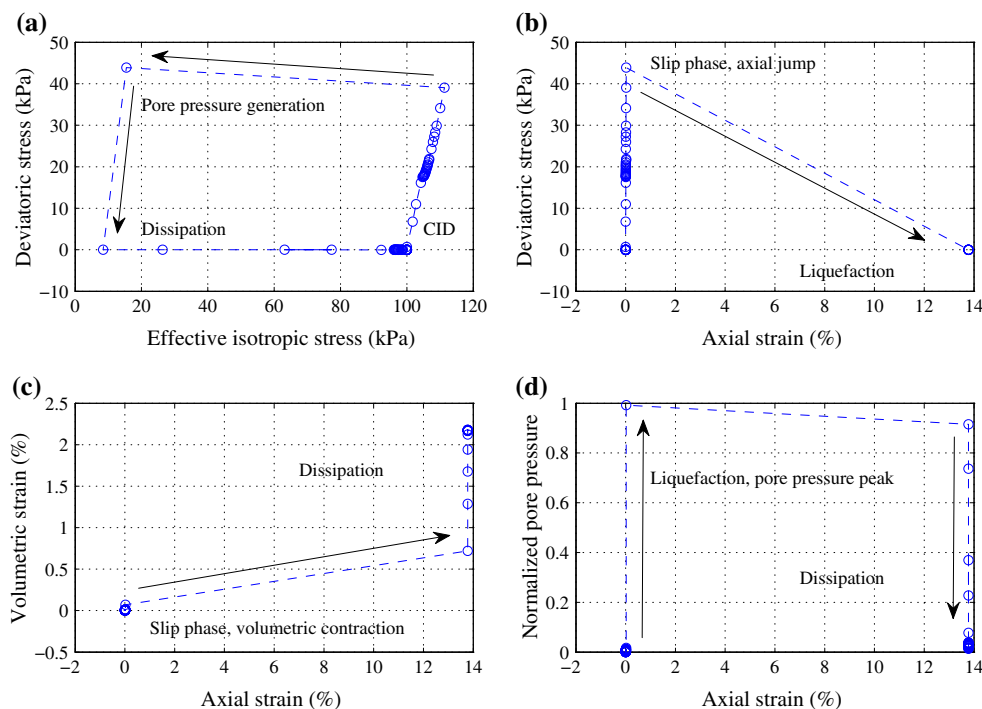 (a)
50
40
30
20
10
0
−10
Deviatoric stress (kPa)
Pore pressure generation
Dissipation
CID
0 20 40 60 80 100 120
Effective isotropic stress (kPa)
(b)
50
40
30
20
10
0
−10
Deviatoric stress (kPa)
Slip phase, axial jump
Liquefaction
−2 0 2 4 6 8 10 12 14
Axial strain (%)
(c)
2.5
2
1.5
1
0.5
0
−0.5
Volumetric strain (%)
Dissipation
Slip phase, volumetric contraction
−2 0 2 4 6 8 10 12 14
Axial strain (%)
(d)
1
0.8
0.6
0.4
0.2
0
Normalized pore pressure
Liquefaction, pore pressure peak
Dissipation
−2 0 2 4 6 8 10 12 14
Axial strain (%)